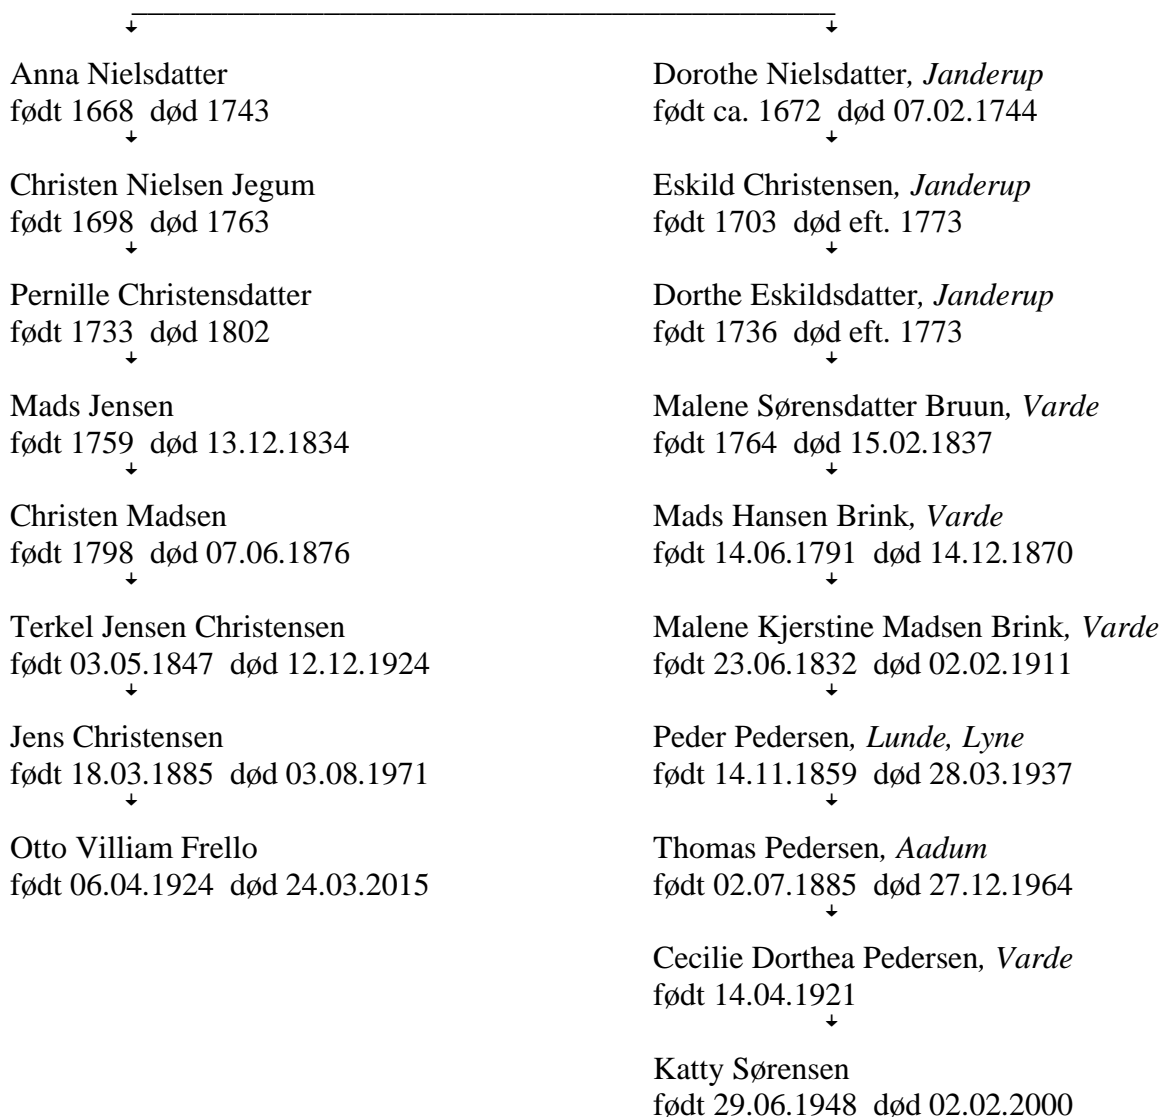 Anna Nielsdatter
født 1668 død 1743
Christen Nielsen Jegum
født 1698 død 1763
Pernille Christensdatter
født 1733 død 1802
Mads Jensen
født 1759 død 13.12.1834
Christen Madsen
født 1798 død 07.06.1876
Terkel Jensen Christensen
født 03.05.1847 død 12.12.1924
Jens Christensen
født 18.03.1885 død 03.08.1971
Otto Villiam Frello
født 06.04.1924 død 24.03.2015
Dorothe Nielsdatter, Janderup
født ca. 1672 død 07.02.1744
Eskild Christensen, Janderup
født 1703 død eft. 1773
Dorthe Eskildsdatter, Janderup
født 1736 død eft. 1773
Malene Sørensdatter Bruun, Varde
født 1764 død 15.02.1837
Mads Hansen Brink, Varde
født 14.06.1791 død 14.12.1870
Malene Kjerstine Madsen Brink, Varde
født 23.06.1832 død 02.02.1911
Peder Pedersen, Lunde, Lyne
født 14.11.1859 død 28.03.1937
Thomas Pedersen, Aadum
født 02.07.1885 død 27.12.1964
Cecilie Dorthea Pedersen, Varde
født 14.04.1921
Katty Sørensen
født 29.06.1948 død 02.02.2000